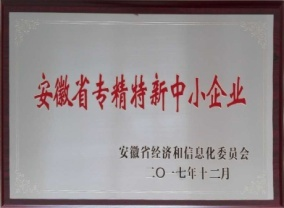 安徽省专精特新中小企业
安徽省经济和信息化委员会
二〇一七年十二月